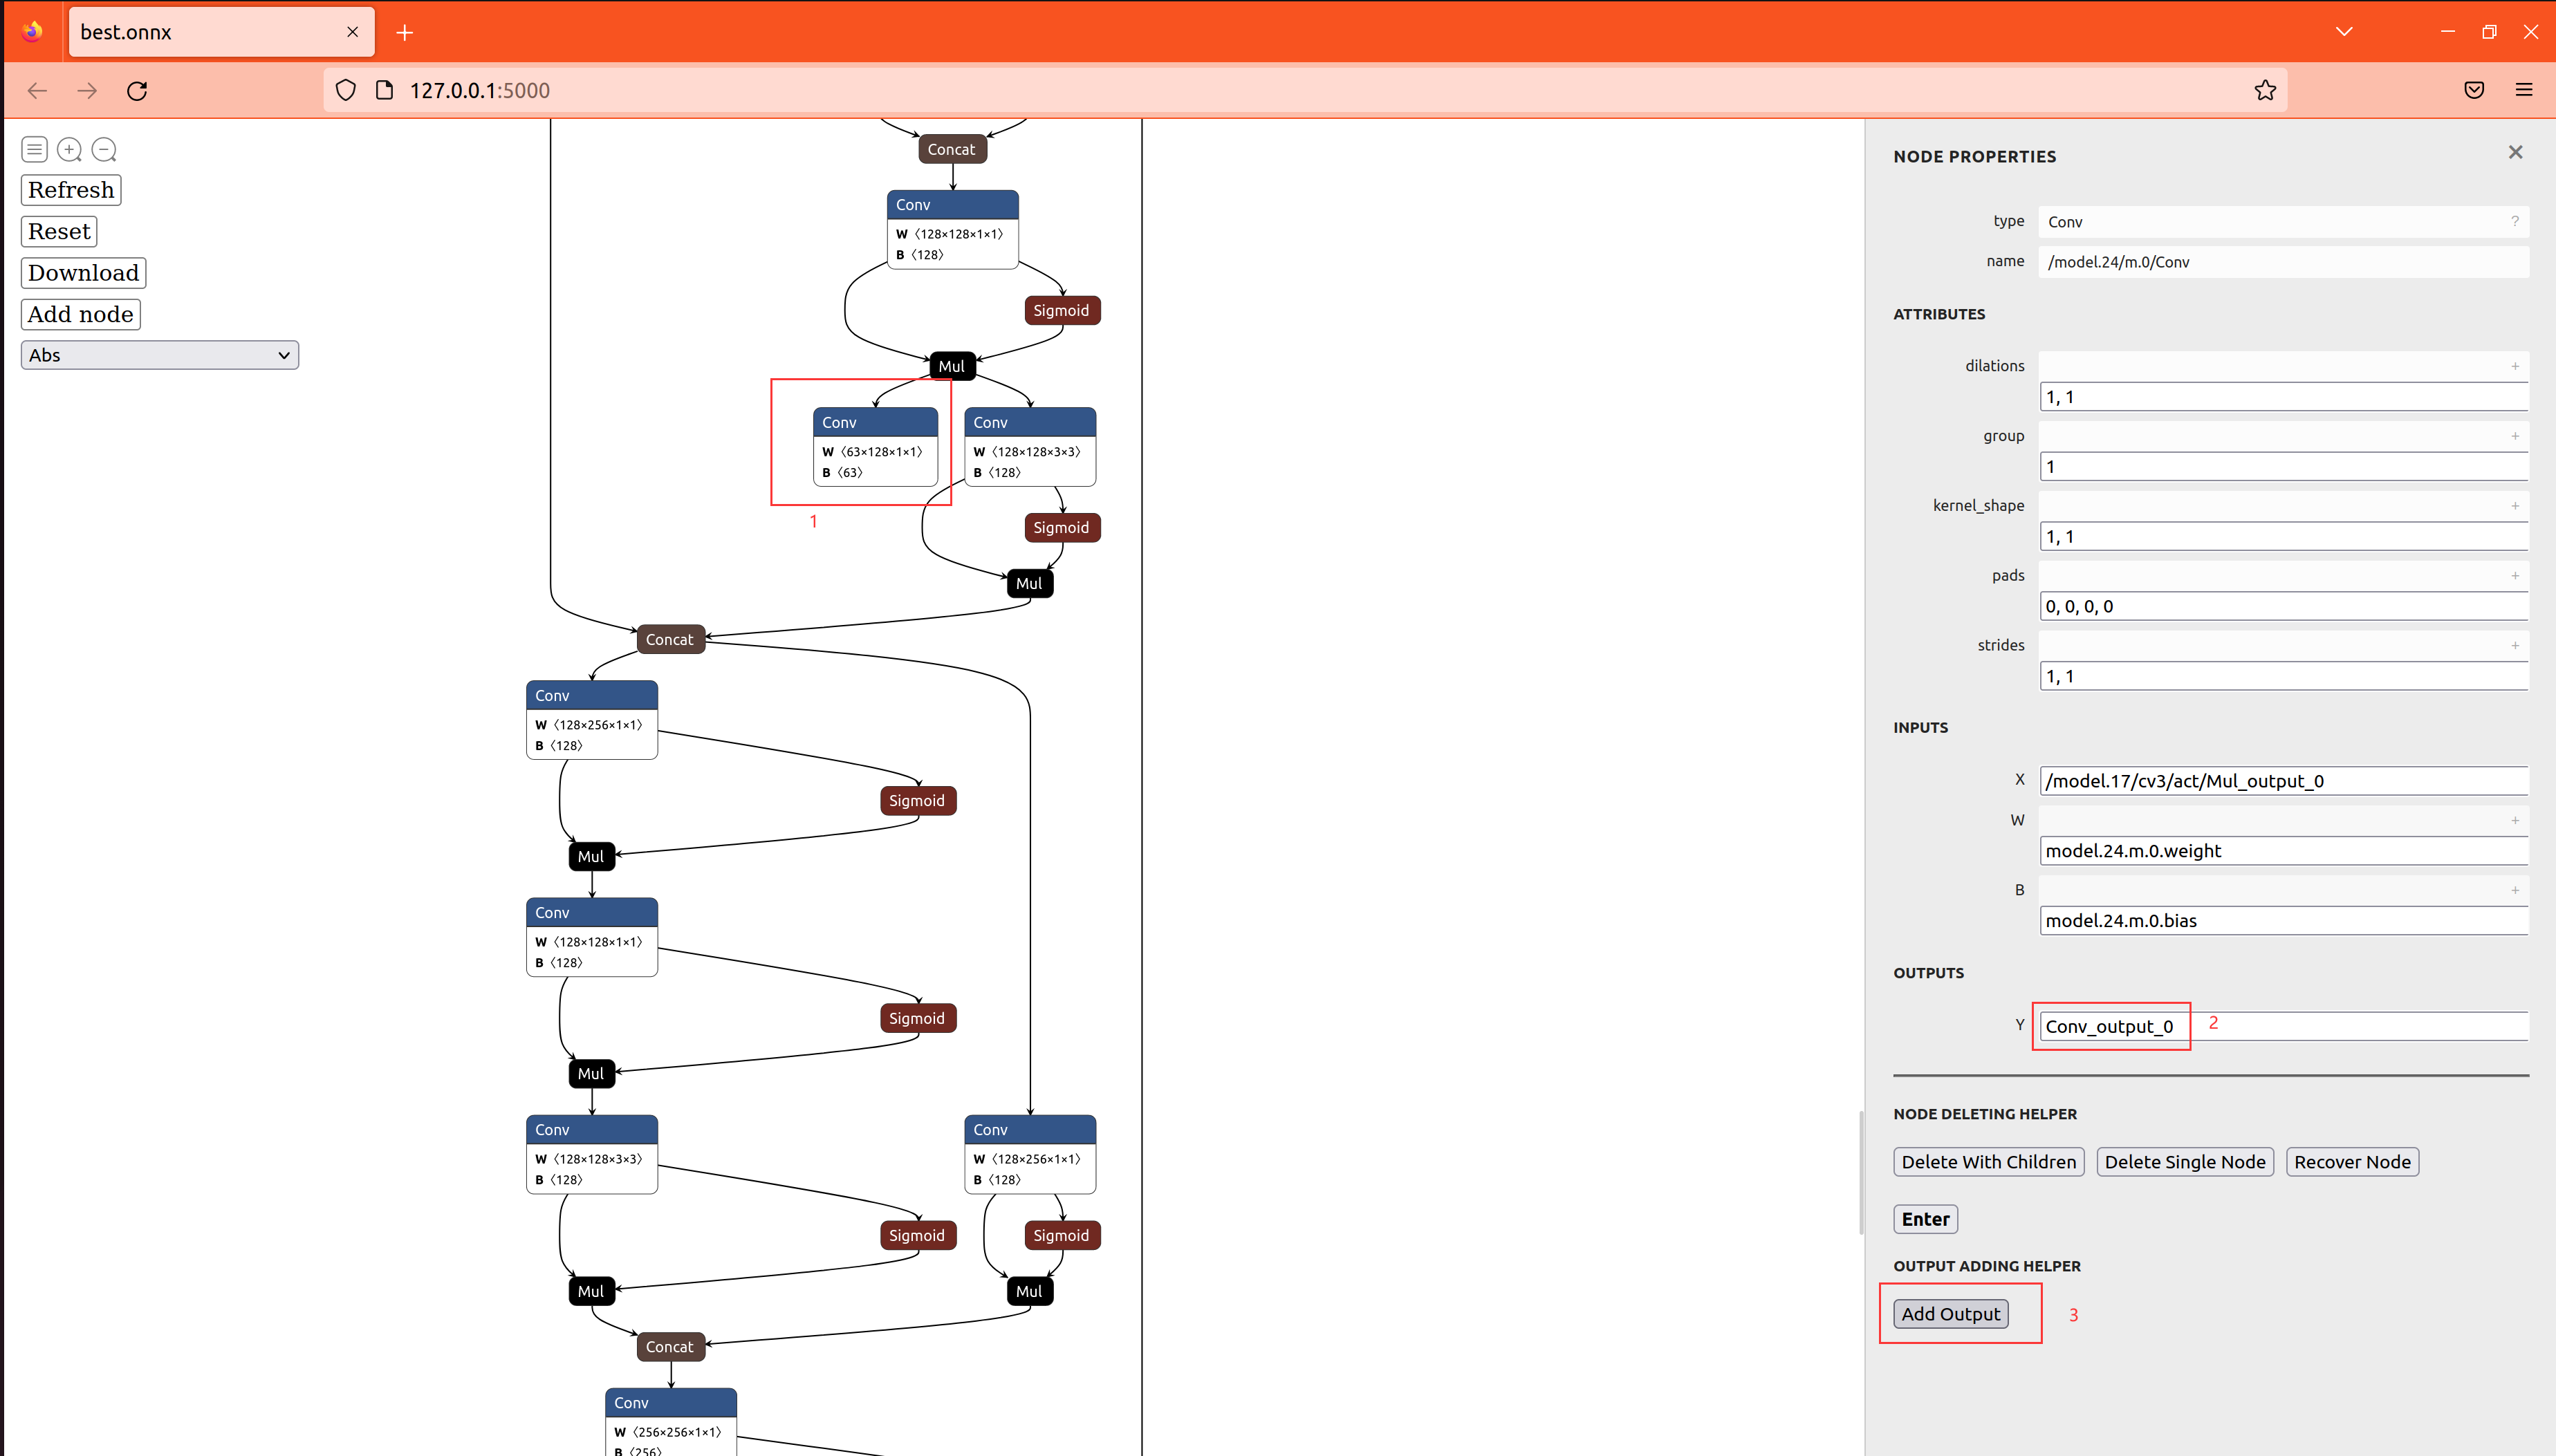 best.onnx
127.0.0.1:5000
Refresh
Reset
Download
Add node
Abs
Concat
Conv
W 〈128×128×1×1〉
B 〈128〉
Sigmoid
Mul
Conv
W 〈63×128×1×1〉
B 〈63〉
1
Conv
W 〈128×128×3×3〉
B 〈128〉
Sigmoid
Mul
Concat
Conv
W 〈128×256×1×1〉
B 〈128〉
Sigmoid
Mul
Conv
W 〈128×128×1×1〉
B 〈128〉
Sigmoid
Mul
Conv
W 〈128×128×3×3〉
B 〈128〉
Sigmoid
Mul
Conv
W 〈128×256×1×1〉
B 〈128〉
Sigmoid
Mul
Concat
Conv
W 〈256×256×1×1〉
B 〈256〉
NODE PROPERTIES
type
Conv
?
name
/model.24/m.0/Conv
ATTRIBUTES
dilations
+
1, 1
group
+
1
kernel_shape
+
1, 1
pads
+
0, 0, 0, 0
strides
+
1, 1
INPUTS
X
/model.17/cv3/act/Mul_output_0
W
+
model.24.m.0.weight
B
+
model.24.m.0.bias
OUTPUTS
Y
Conv_output_0
2
NODE DELETING HELPER
Delete With Children
Delete Single Node
Recover Node
Enter
OUTPUT ADDING HELPER
Add Output
3